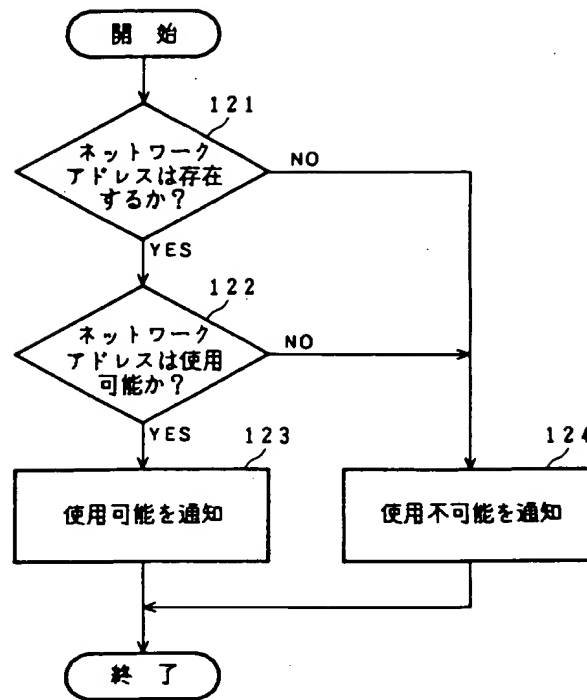 開 始
121
ネットワーク
アドレスは存在
するか？
NO
YES
122
ネットワーク
アドレスは使用
可能か？
NO
YES
123
使用可能を通知
124
使用不可能を通知
終 了